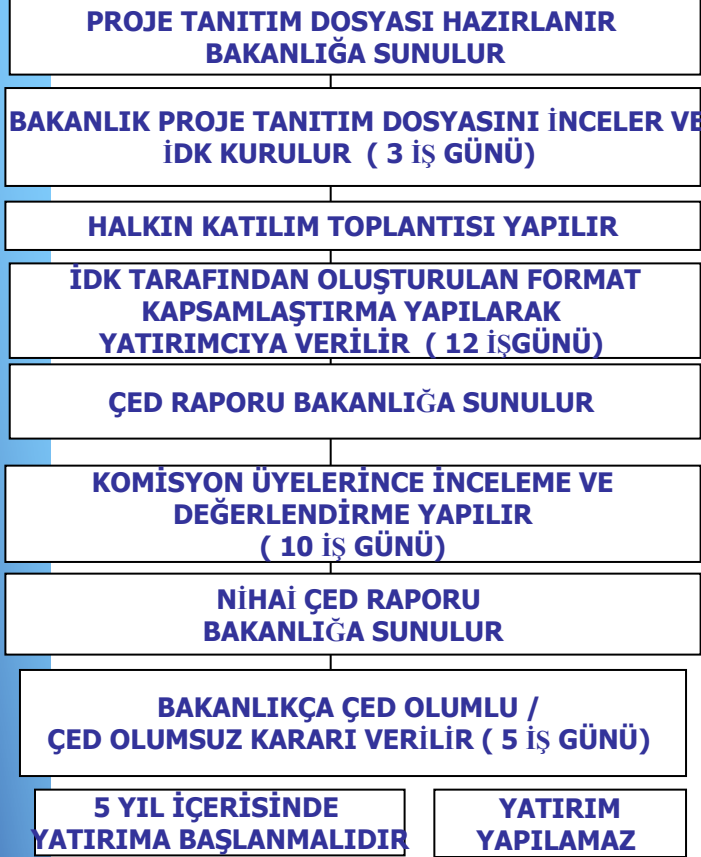 PROJE TANITIM DOSYASI HAZIRLANIR
BAKANLIĞA SUNULUR
BAKANLIK PROJE TANITIM DOSYASINI İNCELER VE
İDK KURULUR ( 3 İŞ GÜNÜ)
HALKIN KATILIM TOPLANTISI YAPILIR
İDK TARAFINDAN OLUŞTURULAN FORMAT
KAPSAMLAŞTIRMA YAPILARAK
YATIRIMCIYA VERİLİR ( 12 İŞGÜNÜ)
ÇED RAPORU BAKANLIĞA SUNULUR
KOMİSYON ÜYELERİNCE İNCELEME VE
DEĞERLENDİRME YAPILIR
( 10 İŞ GÜNÜ)
NİHAİ ÇED RAPORU
BAKANLIĞA SUNULUR
BAKANLIKÇA ÇED OLUMLU /
ÇED OLUMSUZ KARARI VERİLİR ( 5 İŞ GÜNÜ)
5 YIL İÇERİSİNDE
YATIRIMA BAŞLANMALIDIR
YATIRIM
YAPILAMAZ